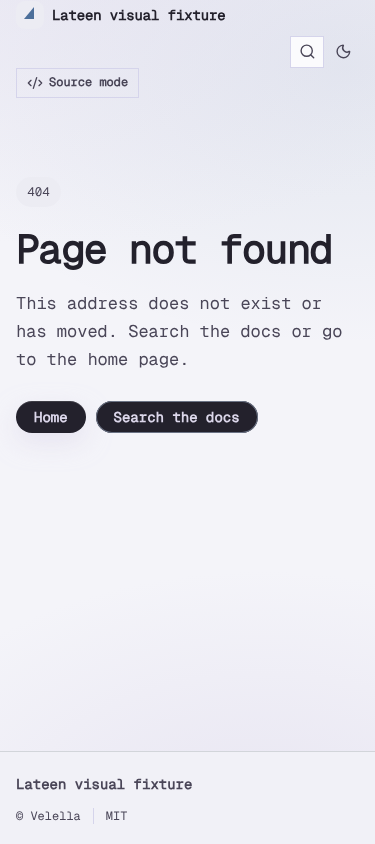 Lateen visual fixture
Source mode
404
Page not found
This address does not exist or
has moved. Search the docs or go
to the home page.
Home
Search the docs
Lateen visual fixture
© Velella
MIT